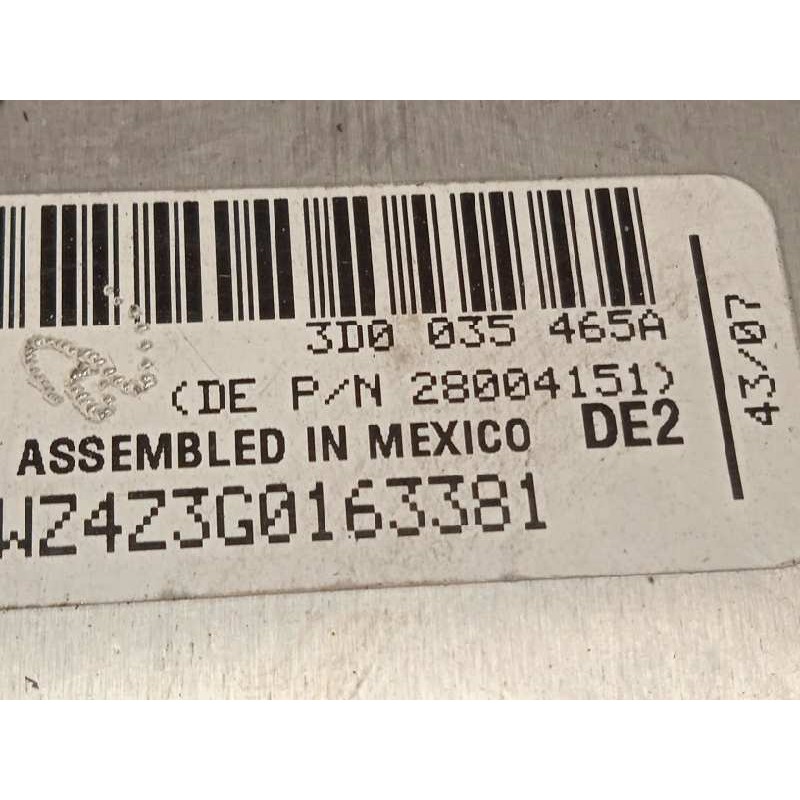 3D0 035 465A
(DE P/N 28004151)
ASSEMBLED IN MEXICO DE2
WZ4Z3G0163381
43/07